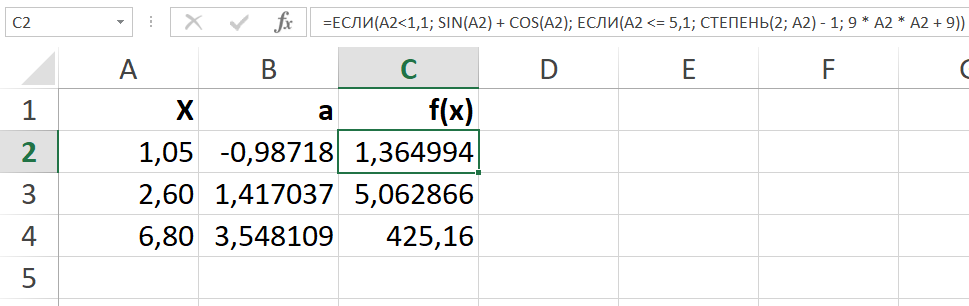 C2 fx =ЕСЛИ(A2<1,1; SIN(A2) + COS(A2); ЕСЛИ(A2 <= 5,1; СТЕПЕНЬ(2; A2) - 1; 9 * A2 * A2 + 9))
A B C D E F G
1 X a f(x)
2 1,05 -0,98718 1,364994
3 2,60 1,417037 5,062866
4 6,80 3,548109 425,16
5